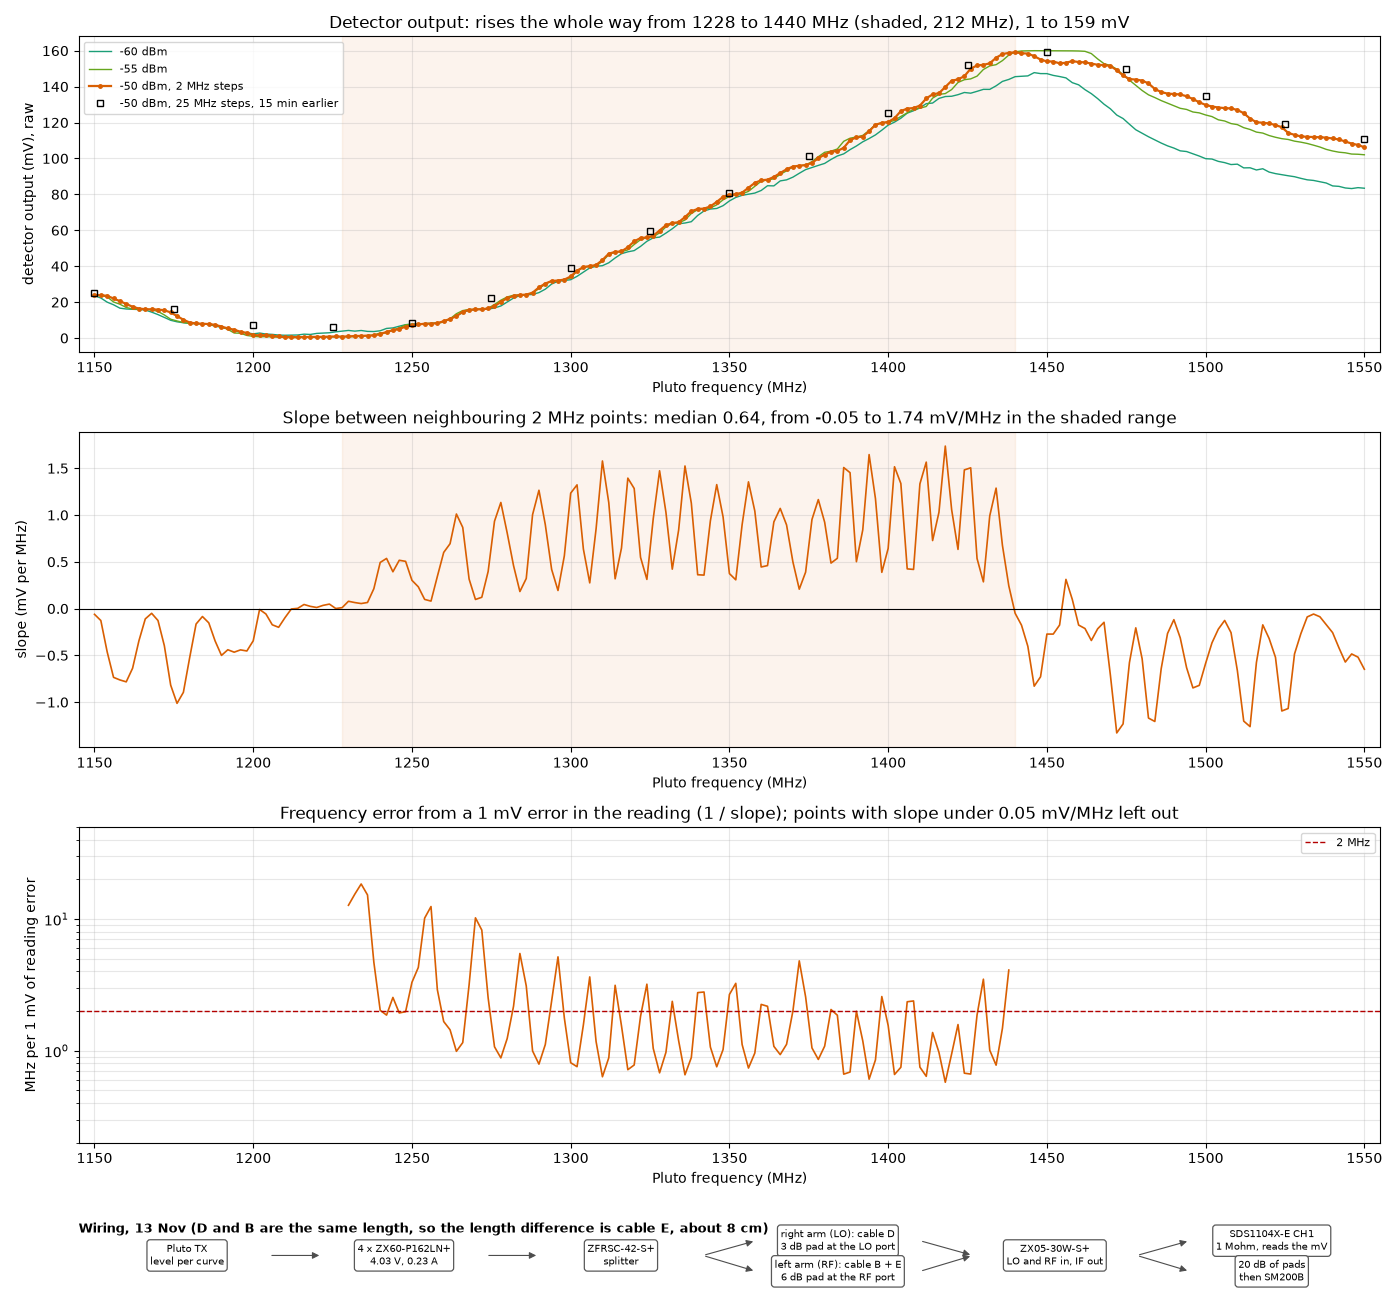 Detector output: rises the whole way from 1228 to 1440 MHz (shaded, 212 MHz), 1 to 159 mV
detector output (mV), raw
160
140
120
100
80
60
40
20
0
-60 dBm
-55 dBm
-50 dBm, 2 MHz steps
-50 dBm, 25 MHz steps, 15 min earlier
1150 1200 1250 1300 1350 1400 1450 1500 1550
Pluto frequency (MHz)
Slope between neighbouring 2 MHz points: median 0.64, from -0.05 to 1.74 mV/MHz in the shaded range
slope (mV per MHz)
1.5
1.0
0.5
0.0
−0.5
−1.0
1150 1200 1250 1300 1350 1400 1450 1500 1550
Pluto frequency (MHz)
Frequency error from a 1 mV error in the reading (1 / slope); points with slope under 0.05 mV/MHz left out
MHz per 1 mV of reading error
10¹
10⁰
2 MHz
1150 1200 1250 1300 1350 1400 1450 1500 1550
Pluto frequency (MHz)
Wiring, 13 Nov (D and B are the same length, so the length difference is cable E, about 8 cm)
Pluto TX
level per curve
4 x ZX60-P162LN+
4.03 V, 0.23 A
ZFRSC-42-S+
splitter
right arm (LO): cable D
3 dB pad at the LO port
left arm (RF): cable B + E
6 dB pad at the RF port
ZX05-30W-S+
LO and RF in, IF out
SDS1104X-E CH1
1 Mohm, reads the mV
20 dB of pads
then SM200B